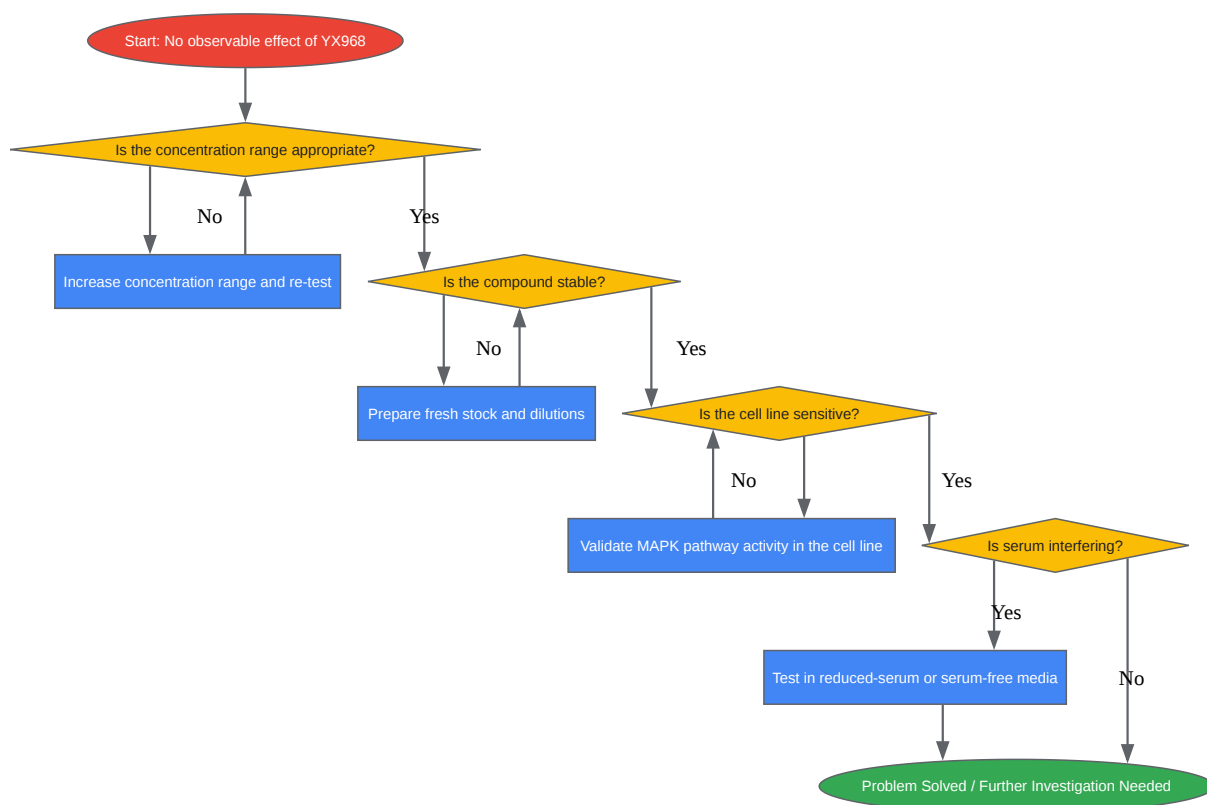 Start: No observable effect of YX968
Is the concentration range appropriate?
No
Yes
Increase concentration range and re-test
Is the compound stable?
No
Yes
Prepare fresh stock and dilutions
Is the cell line sensitive?
No
Yes
Validate MAPK pathway activity in the cell line
Is serum interfering?
Yes
Test in reduced-serum or serum-free media
No
Problem Solved / Further Investigation Needed